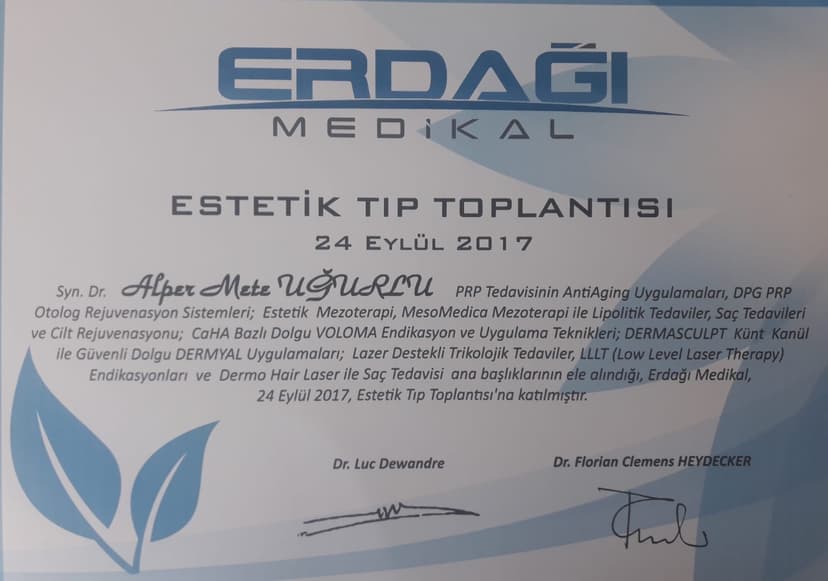 ERDAĞI
MEDİKAL
ESTETİK TIP TOPLANTISI
24 EYLÜL 2017
Syn. Dr. Alper Mete UĞURLU PRP Tedavisinin AntiAging Uygulamaları, DPG PRP
Otolog Rejuvenasyon Sistemleri; Estetik Mezoterapi, MesoMedica Mezoterapi ile Lipolitik Tedaviler, Saç Tedavileri
ve Cilt Rejuvenasyonu; CaHA Bazlı Dolgu VOLOMA Endikasyon ve Uygulama Teknikleri; DERMASCULPT Künt Kanül
ile Güvenli Dolgu DERMYAL Uygulamaları; Lazer Destekli Trikolojik Tedaviler, LLLT (Low Level Laser Therapy)
Endikasyonları ve Dermo Hair Laser ile Saç Tedavisi ana başlıklarının ele alındığı, Erdağı Medikal,
24 Eylül 2017, Estetik Tıp Toplantısı'na katılmıştır.
Dr. Luc Dewandre
Dr. Florian Clemens HEYDECKER